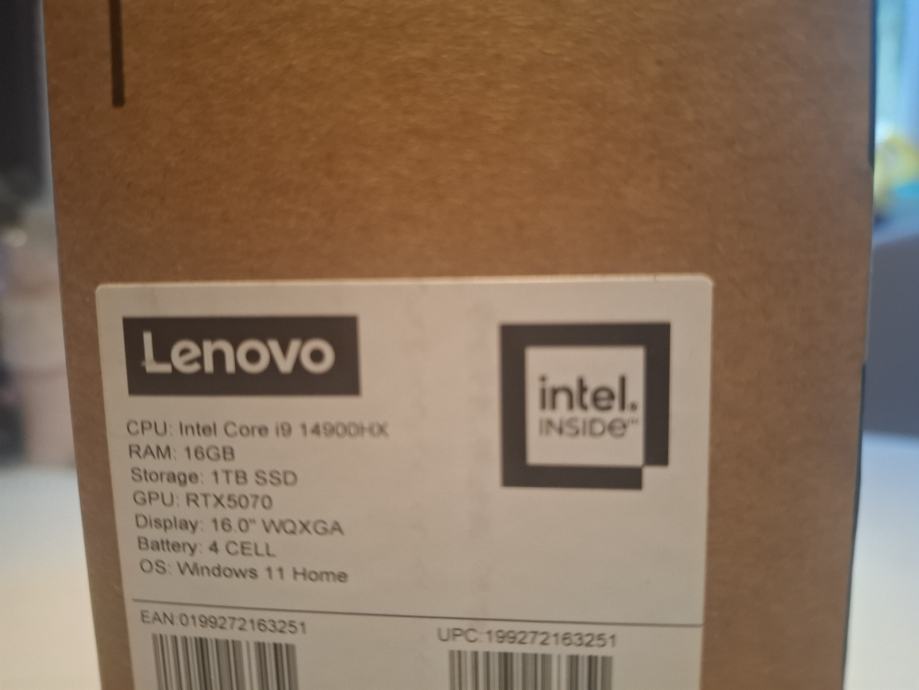 Lenovo
intel.
INSIDE™
CPU: Intel Core i9 14900HX
RAM: 16GB
Storage: 1TB SSD
GPU: RTX5070
Display: 16.0" WQXGA
Battery: 4 CELL
OS: Windows 11 Home
EAN:0199272163251
UPC:199272163251